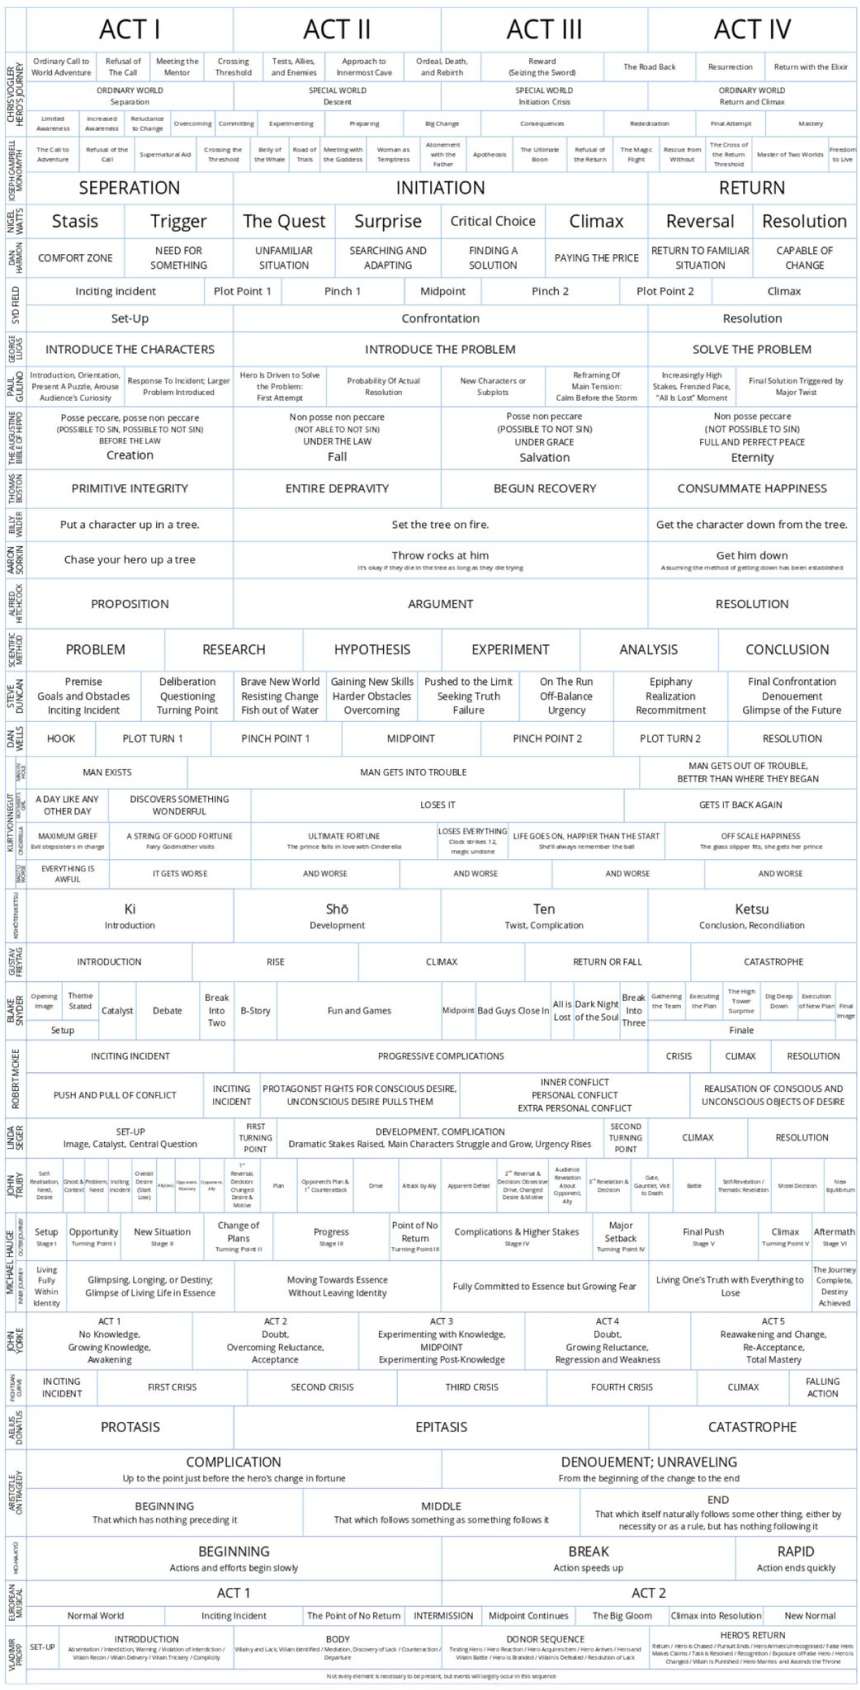 ACT I
ACT II
ACT III
ACT IV
CHRIS VOGLER
HERO'S JOURNEY
Ordinary Call to
World Adventure
Refusal of
The Call
Meeting the
Mentor
Crossing
Threshold
Tests, Allies,
and Enemies
Approach to
Innermost Cave
Ordeal, Death,
and Rebirth
Reward
(Seizing the Sword)
The Road Back
Resurrection
Return with the Elixir
ORDINARY WORLD
Separation
SPECIAL WORLD
Descent
SPECIAL WORLD
Initiation Crisis
ORDINARY WORLD
Return and Climax
Limited
Awareness
Increased
Awareness
Reluctance
to Change
Overcoming
Committing
Experimenting
Preparing
Big Change
Consequences
Rededication
Final Attempt
Mastery
JOSEPH CAMPBELL
MONOMYTH
The Call to
Adventure
Refusal of the
Call
Supernatural Aid
Crossing the
Threshold
Belly of
the Whale
Road of
Trials
Meeting with
the Goddess
Woman as
Temptress
Atonement
with the
Father
Apotheosis
The Ultimate
Boon
Refusal of
the Return
The Magic
Flight
Rescue from
Without
The Cross of
the Return
Threshold
Master of Two Worlds
Freedom
to Live
SEPERATION
INITIATION
RETURN
NIGEL
WATTS
Stasis
Trigger
The Quest
Surprise
Critical Choice
Climax
Reversal
Resolution
DAN
HARMON
COMFORT ZONE
NEED FOR
SOMETHING
UNFAMILIAR
SITUATION
SEARCHING AND
ADAPTING
FINDING A
SOLUTION
PAYING THE PRICE
RETURN TO FAMILIAR
SITUATION
CAPABLE OF
CHANGE
SYD FIELD
Inciting incident
Plot Point 1
Pinch 1
Midpoint
Pinch 2
Plot Point 2
Climax
Set-Up
Confrontation
Resolution
GEORGE
LUCAS
INTRODUCE THE CHARACTERS
INTRODUCE THE PROBLEM
SOLVE THE PROBLEM
PAUL
GULINO
Introduction, Orientation,
Present A Puzzle, Arouse
Audience's Curiosity
Response To Incident; Larger
Problem Introduced
Hero Is Driven to Solve
the Problem:
First Attempt
Probability Of Actual
Resolution
New Characters or
Subplots
Reframing Of
Main Tension:
Calm Before the Storm
Increasingly High
Stakes, Frenzied Pace,
"All Is Lost" Moment
Final Solution Triggered by
Major Twist
THE AUGUSTINE
BIBLE OF HIPPO
Posse peccare, posse non peccare
(POSSIBLE TO SIN, POSSIBLE TO NOT SIN)
BEFORE THE LAW
Creation
Non posse non peccare
(NOT ABLE TO NOT SIN)
UNDER THE LAW
Fall
Posse non peccare
(POSSIBLE TO NOT SIN)
UNDER GRACE
Salvation
Non posse peccare
(NOT POSSIBLE TO SIN)
FULL AND PERFECT PEACE
Eternity
THOMAS
BOSTON
PRIMITIVE INTEGRITY
ENTIRE DEPRAVITY
BEGUN RECOVERY
CONSUMMATE HAPPINESS
BILLY
WILDER
Put a character up in a tree.
Set the tree on fire.
Get the character down from the tree.
AARON
SORKIN
Chase your hero up a tree
Throw rocks at him
It's okay if they die in the tree as long as they die trying
Get him down
Assuming the method of getting down has been established
ALFRED
HITCHCOCK
PROPOSITION
ARGUMENT
RESOLUTION
SCIENTIFIC
METHOD
PROBLEM
RESEARCH
HYPOTHESIS
EXPERIMENT
ANALYSIS
CONCLUSION
STEVE
DUNCAN
Premise
Goals and Obstacles
Inciting Incident
Deliberation
Questioning
Turning Point
Brave New World
Resisting Change
Fish out of Water
Gaining New Skills
Harder Obstacles
Overcoming
Pushed to the Limit
Seeking Truth
Failure
On The Run
Off-Balance
Urgency
Epiphany
Realization
Recommitment
Final Confrontation
Denouement
Glimpse of the Future
DAN
WELLS
HOOK
PLOT TURN 1
PINCH POINT 1
MIDPOINT
PINCH POINT 2
PLOT TURN 2
RESOLUTION
KURT VONNEGUT
MAN EXISTS
MAN GETS INTO TROUBLE
MAN GETS OUT OF TROUBLE,
BETTER THAN WHERE THEY BEGAN
A DAY LIKE ANY
OTHER DAY
DISCOVERS SOMETHING
WONDERFUL
LOSES IT
GETS IT BACK AGAIN
CINDERELLA
MAXIMUM GRIEF
Evil stepsisters in charge
A STRING OF GOOD FORTUNE
Fairy Godmother visits
ULTIMATE FORTUNE
The prince falls in love with Cinderella
LOSES EVERYTHING
Clock strikes 12,
magic undone
LIFE GOES ON, HAPPIER THAN THE START
She'll always remember the ball
OFF SCALE HAPPINESS
The glass slipper fits, she gets her prince
EVERYTHING IS
AWFUL
IT GETS WORSE
AND WORSE
AND WORSE
AND WORSE
AND WORSE
KISHŌTENKETSU
Ki
Introduction
Shō
Development
Ten
Twist, Complication
Ketsu
Conclusion, Reconciliation
GUSTAV
FREYTAG
INTRODUCTION
RISE
CLIMAX
RETURN OR FALL
CATASTROPHE
BLAKE
SNYDER
Opening
Image
Theme
Stated
Setup
Catalyst
Debate
Break
Into
Two
B-Story
Fun and Games
Midpoint
Bad Guys Close In
All is
Lost
Dark Night
of the Soul
Break
Into
Three
Gathering
the Team
Executing
the Plan
The High
Tower
Surprise
Dig Deep
Down
Execution
of New Plan
Finale
Final
Image
ROBERT MCKEE
INCITING INCIDENT
PROGRESSIVE COMPLICATIONS
CRISIS
CLIMAX
RESOLUTION
PUSH AND PULL OF CONFLICT
INCITING
INCIDENT
PROTAGONIST FIGHTS FOR CONSCIOUS DESIRE,
UNCONSCIOUS DESIRE PULLS THEM
INNER CONFLICT
PERSONAL CONFLICT
EXTRA PERSONAL CONFLICT
REALISATION OF CONSCIOUS AND
UNCONSCIOUS OBJECTS OF DESIRE
LINDA
SEGER
SET-UP
Image, Catalyst, Central Question
FIRST
TURNING
POINT
DEVELOPMENT, COMPLICATION
Dramatic Stakes Raised, Main Characters Struggle and Grow, Urgency Rises
SECOND
TURNING
POINT
CLIMAX
RESOLUTION
JOHN
TRUBY
Self-
Realisation,
Need,
Desire
Ghost &
Context
Problem,
Need
Inciting
Incident
Overall
Desire
(Start
Low)
Ally(ies)
Opponent,
Mystery
Opponent,
Ally
1st
Reversal,
Decision:
Changed
Desire &
Motive
Plan
Opponent's Plan &
1st Counterattack
Drive
Attack by Ally
Apparent Defeat
2nd Reversal &
Decision: Obsessive
Drive, Changed
Desire & Motive
Audience
Revelation
About
Opponent,
Ally
3rd Reversal &
Decision
Gate,
Gauntlet, Visit
to Death
Battle
Self-Revelation /
Thematic Revelation
Moral Decision
New
Equilibrium
MICHAEL HAUGE
OUTER JOURNEY
Setup
Stage I
Opportunity
Turning Point I
New Situation
Stage II
Change of
Plans
Turning Point II
Progress
Stage III
Point of No
Return
Turning Point III
Complications & Higher Stakes
Stage IV
Major
Setback
Turning Point IV
Final Push
Stage V
Climax
Turning Point V
Aftermath
Stage VI
INNER JOURNEY
Living
Fully
Within
Identity
Glimpsing, Longing, or Destiny;
Glimpse of Living Life in Essence
Moving Towards Essence
Without Leaving Identity
Fully Committed to Essence but Growing Fear
Living One's Truth with Everything to
Lose
The Journey
Complete,
Destiny
Achieved
JOHN
YORKE
ACT 1
No Knowledge,
Growing Knowledge,
Awakening
ACT 2
Doubt,
Overcoming Reluctance,
Acceptance
ACT 3
Experimenting with Knowledge,
MIDPOINT
Experimenting Post-Knowledge
ACT 4
Doubt,
Growing Reluctance,
Regression and Weakness
ACT 5
Reawakening and Change,
Re-Acceptance,
Total Mastery
FICHTEAN
CURVE
INCITING
INCIDENT
FIRST CRISIS
SECOND CRISIS
THIRD CRISIS
FOURTH CRISIS
CLIMAX
FALLING
ACTION
AELIUS
DONATUS
PROTASIS
EPITASIS
CATASTROPHE
ARISTOTLE
ON TRAGEDY
COMPLICATION
Up to the point just before the hero's change in fortune
DENOUEMENT; UNRAVELING
From the beginning of the change to the end
BEGINNING
That which has nothing preceding it
MIDDLE
That which follows something as something follows it
END
That which itself naturally follows some other thing, either by
necessity or as a rule, but has nothing following it
BEGINNING
Actions and efforts begin slowly
BREAK
Action speeds up
RAPID
Action ends quickly
EUROPEAN
MUSICAL
ACT 1
ACT 2
Normal World
Inciting Incident
The Point of No Return
INTERMISSION
Midpoint Continues
The Big Gloom
Climax into Resolution
New Normal
VLADIMIR
PROPP
SET-UP
INTRODUCTION
Absentation / Interdiction, Warning / Violation of Interdiction /
Villain Recon / Villain Delivery / Villain Trickery / Complicity
BODY
Villainy and Lack, Villain Identified / Mediation, Discovery of Lack / Counteraction /
Departure
DONOR SEQUENCE
Testing Hero / Hero Reaction / Hero Acquires Item / Hero Arrives / Hero and
Villain Battle / Hero is Branded / Villain is Defeated / Resolution of Lack
HERO'S RETURN
Return / Hero is Chased / Pursuit Ends / Hero Arrives Unrecognised / False Hero
Makes Claims / Task is Resolved / Recognition / Exposure of False Hero / Hero is
Changed / Villain is Punished / Hero Marries and Ascends the Throne
Not every element is necessary to be present, but events will largely occur in this sequence